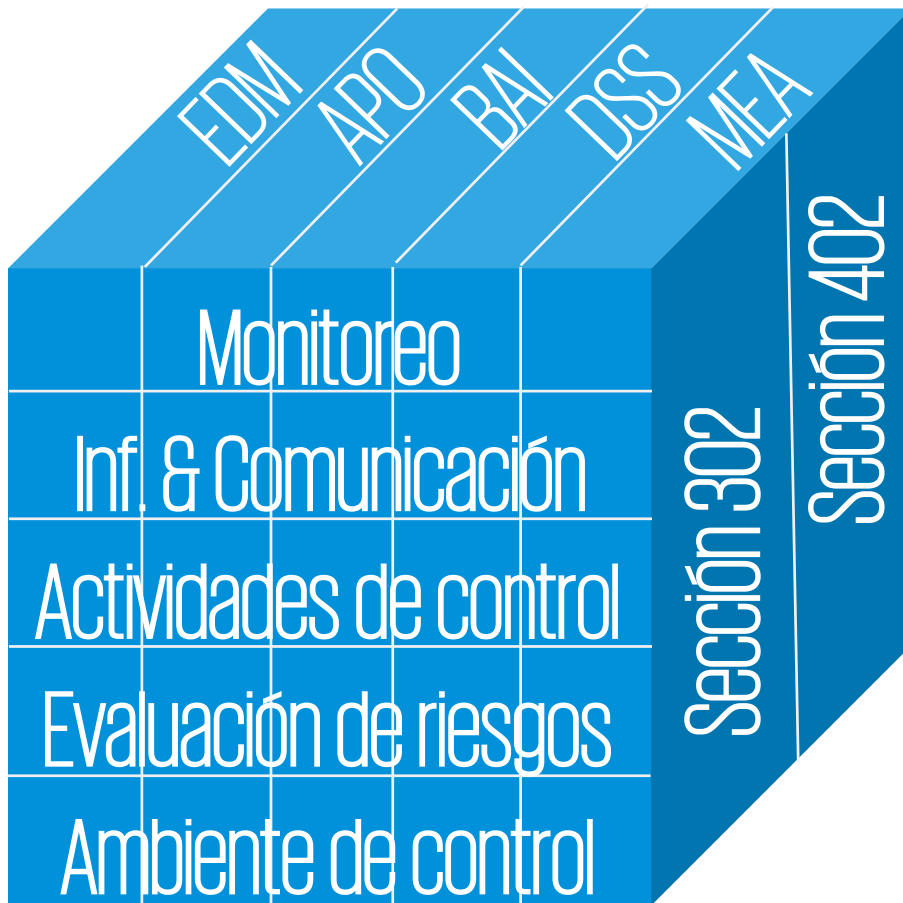 EDM
APO
BAI
DSS
MEA
Monitoreo
Inf. & Comunicación
Actividades de control
Evaluación de riesgos
Ambiente de control
Sección 302
Sección 402